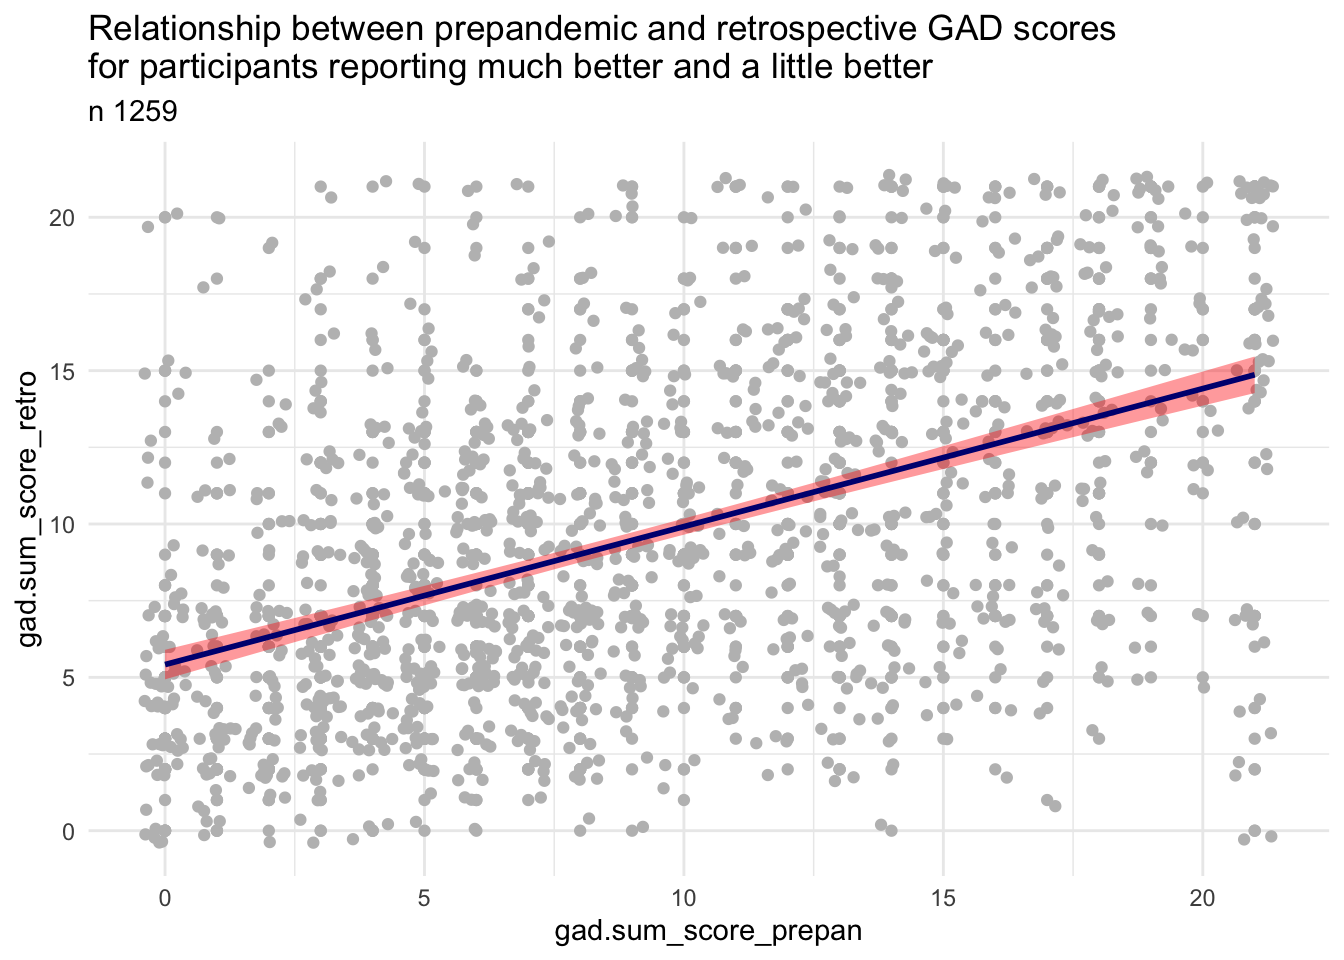 Relationship between prepandemic and retrospective GAD scores
for participants reporting much better and a little better
n 1259
20
15
10
5
0
gad.sum_score_retro
0
5
10
15
20
gad.sum_score_prepan